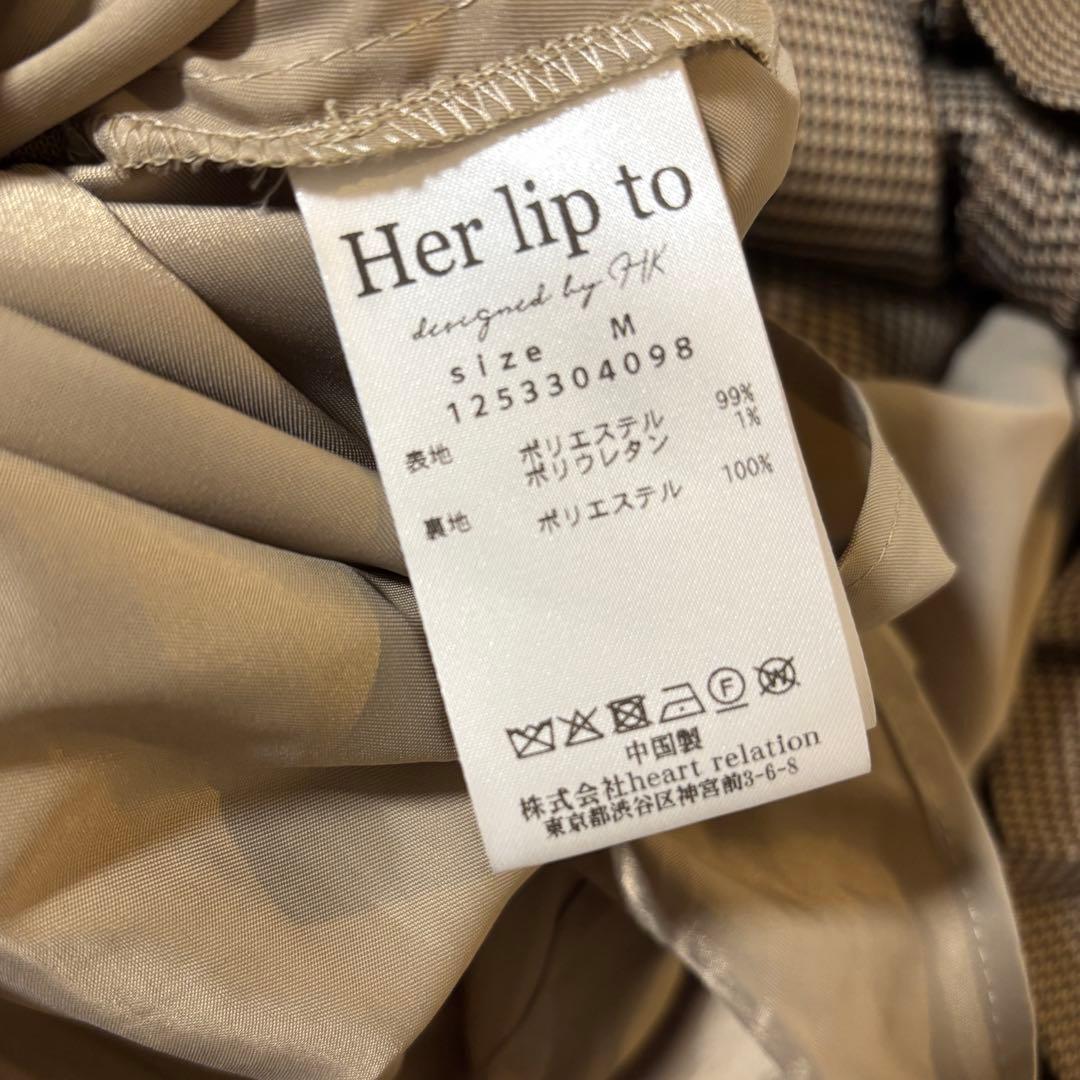 Her lip to
designed by HK
size M
1253304098
表地 ポリエステル 99%
ポリウレタン 1%
裏地 ポリエステル 100%
F W
中国製
株式会社heart relation
東京都渋谷区神宮前3-6-8